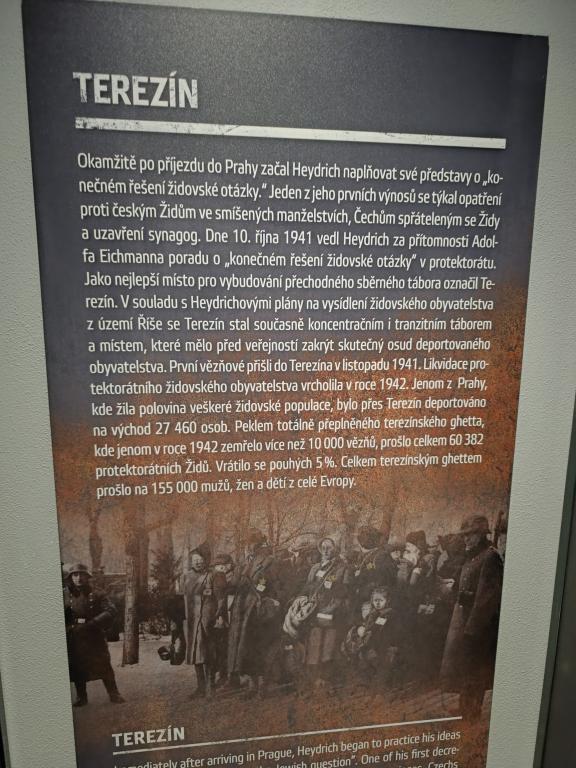 TEREZÍN
Okamžitě po příjezdu do Prahy začal Heydrich naplňovat své představy o „ko-
nečném řešení židovské otázky.“ Jeden z jeho prvních výnosů se týkal opatření
proti českým Židům ve smíšených manželstvích, Čechům spřáteleným se Židy
a uzavření synagog. Dne 10. října 1941 vedl Heydrich za přítomnosti Adol-
fa Eichmanna poradu o „konečném řešení židovské otázky“ v protektorátu.
Jako nejlepší místo pro vybudování přechodného sběrného tábora označil Te-
rezín. V souladu s Heydrichovými plány na vysídlení židovského obyvatelstva
z území Říše se Terezín stal současně koncentračním i tranzitním táborem
a místem, které mělo před veřejností zakrýt skutečný osud deportovaného
obyvatelstva. První vězňové přišli do Terezína v listopadu 1941. Likvidace pro-
tektorátního židovského obyvatelstva vrcholila v roce 1942. Jenom z Prahy,
kde žila polovina veškeré židovské populace, bylo přes Terezín deportováno
na východ 27 460 osob. Peklem totálně přeplněného terezínského ghetta,
kde jenom v roce 1942 zemřelo více než 10 000 vězňů, prošlo celkem 60 382
protektorátních Židů. Vrátilo se pouhých 5 %. Celkem terezínským ghettem
prošlo na 155 000 mužů, žen a dětí z celé Evropy.
TEREZÍN
Immediately after arriving in Prague, Heydrich began to practice his ideas
Jewish question”. One of his first decre-
Czechs